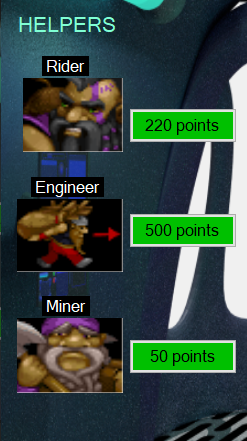 HELPERS
Rider
220 points
Engineer
500 points
Miner
50 points